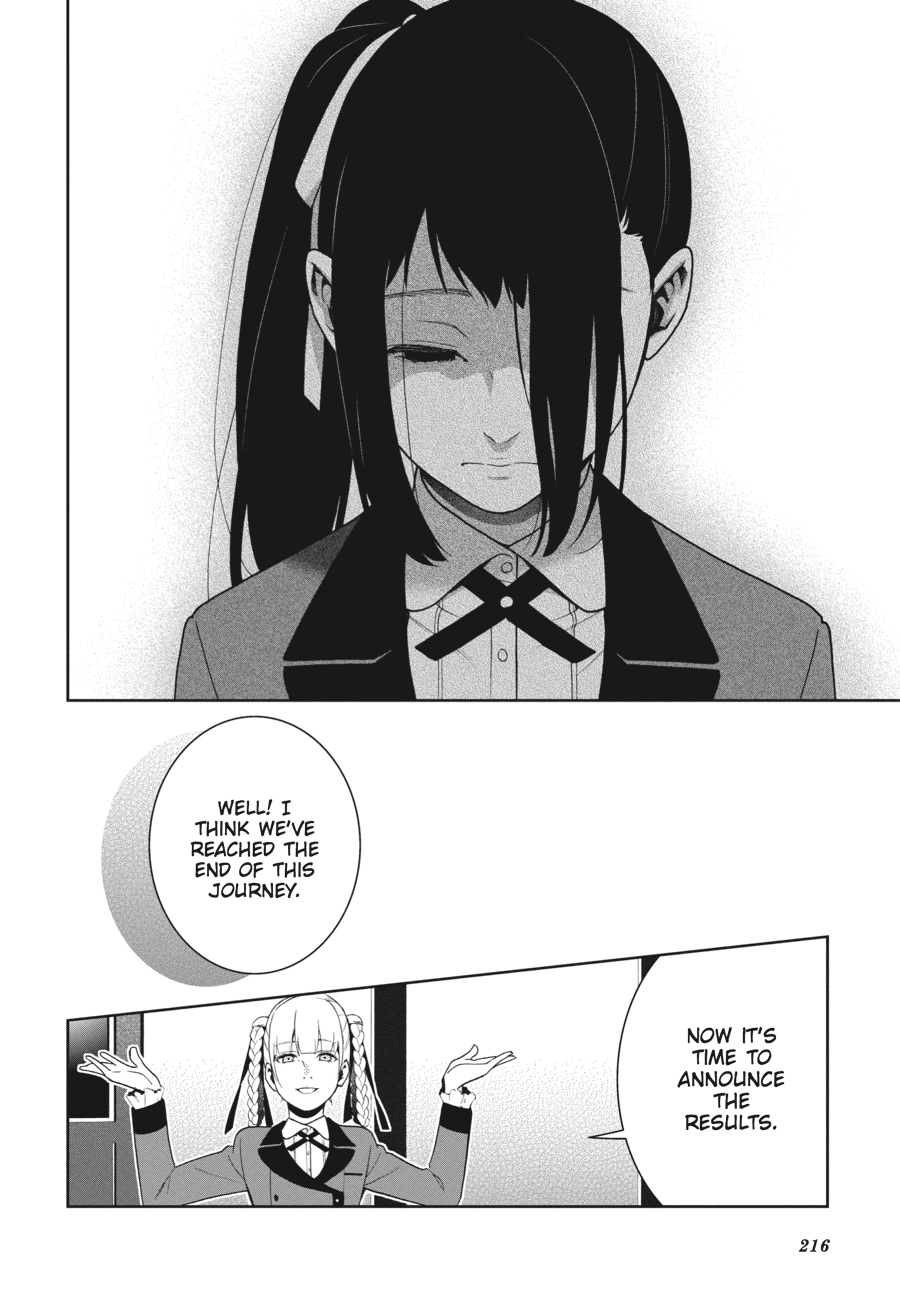 WELL! I
THINK WE'VE
REACHED THE
END OF THIS
JOURNEY.
NOW IT'S
TIME TO
ANNOUNCE
THE
RESULTS.
216